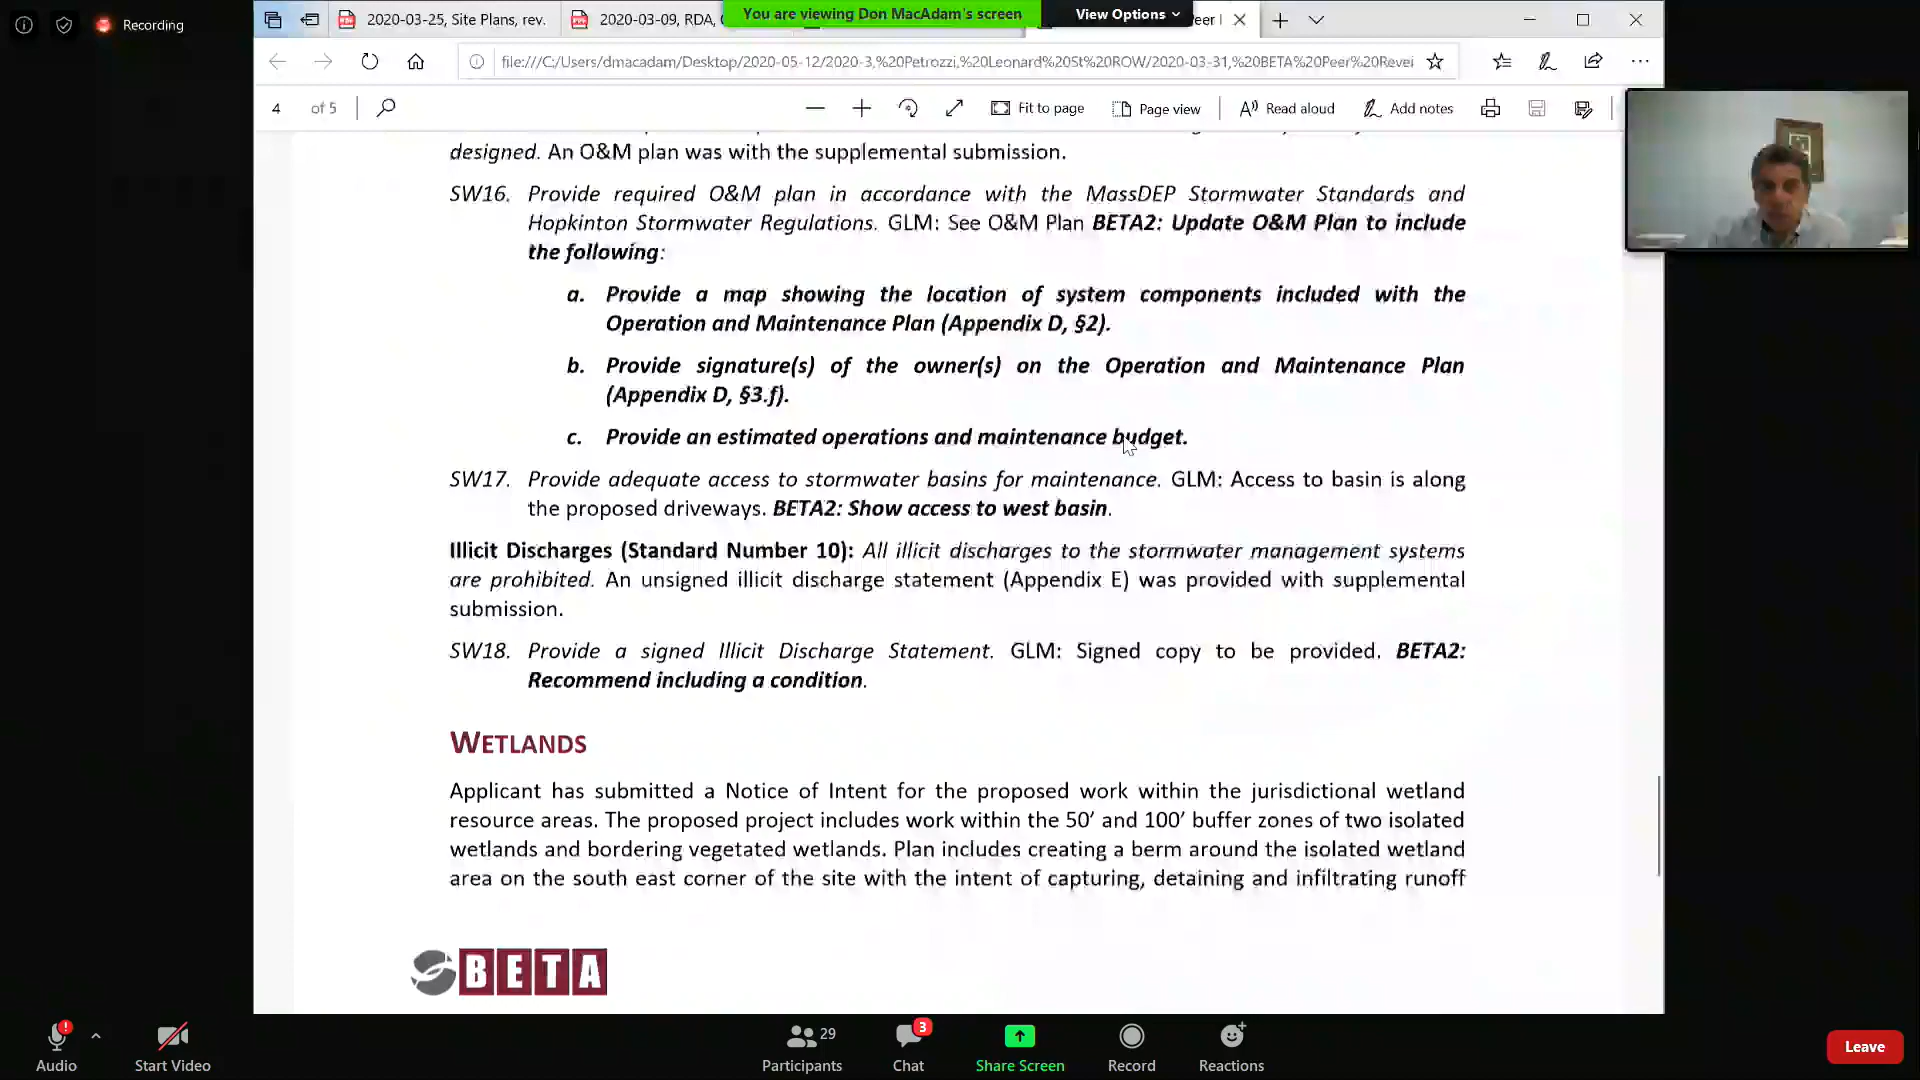 Recording
2020-03-25, Site Plans, rev.
2020-03-09, RDA,
You are viewing Don MacAdam's screen
View Options
eer
file:///C:/Users/dmacadam/Desktop/2020-05-12/2020-3,%20Petrozzi,%20Leonard%20St%20ROW/2020-03-31,%20BETA%20Peer%20Revei
4 of 5
Fit to page
Page view
Read aloud
Add notes
designed. An O&M plan was with the supplemental submission.
SW16. Provide required O&M plan in accordance with the MassDEP Stormwater Standards and
Hopkinton Stormwater Regulations. GLM: See O&M Plan BETA2: Update O&M Plan to include
the following:
a. Provide a map showing the location of system components included with the
Operation and Maintenance Plan (Appendix D, §2).
b. Provide signature(s) of the owner(s) on the Operation and Maintenance Plan
(Appendix D, §3.f).
c. Provide an estimated operations and maintenance budget.
SW17. Provide adequate access to stormwater basins for maintenance. GLM: Access to basin is along
the proposed driveways. BETA2: Show access to west basin.
Illicit Discharges (Standard Number 10): All illicit discharges to the stormwater management systems
are prohibited. An unsigned illicit discharge statement (Appendix E) was provided with supplemental
submission.
SW18. Provide a signed Illicit Discharge Statement. GLM: Signed copy to be provided. BETA2:
Recommend including a condition.
WETLANDS
Applicant has submitted a Notice of Intent for the proposed work within the jurisdictional wetland
resource areas. The proposed project includes work within the 50’ and 100’ buffer zones of two isolated
wetlands and bordering vegetated wetlands. Plan includes creating a berm around the isolated wetland
area on the south east corner of the site with the intent of capturing, detaining and infiltrating runoff
BETA
Audio
Start Video
29
Participants
3
Chat
Share Screen
Record
Reactions
Leave